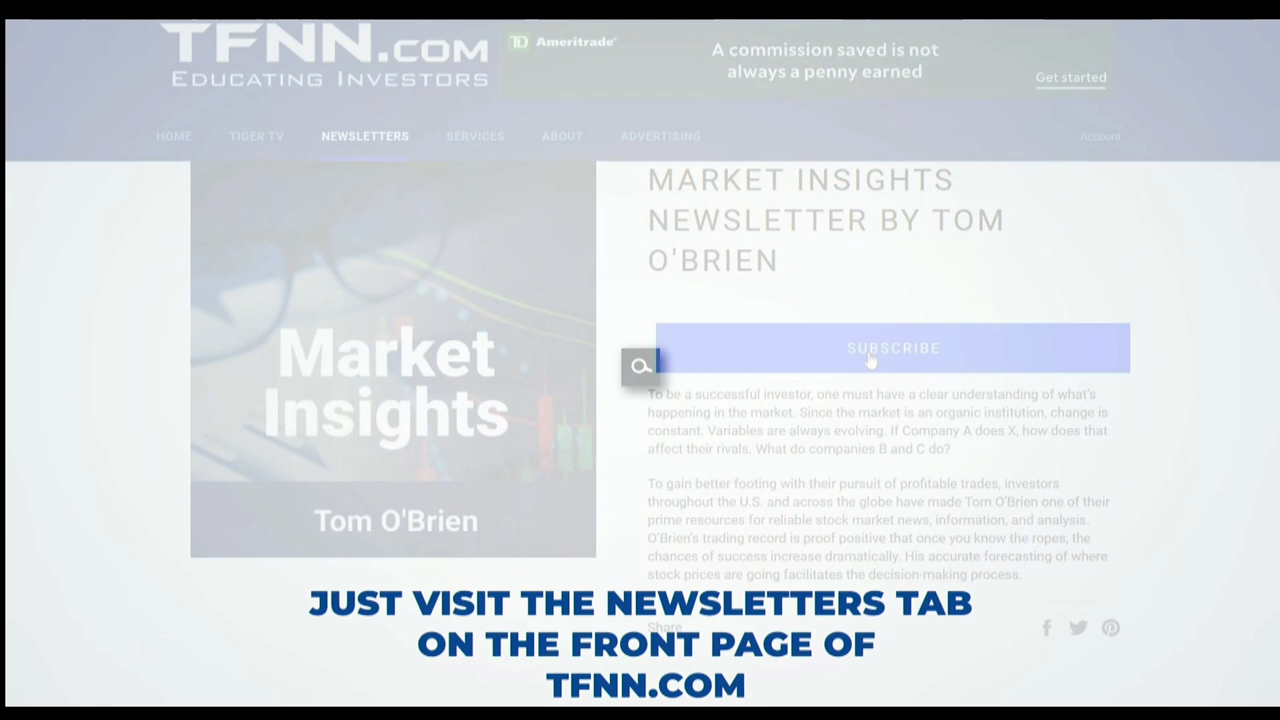 TFNN.COM
EDUCATING INVESTORS
TD Ameritrade®
A commission saved is not
always a penny earned
Get started
HOME TIGER TV NEWSLETTERS SERVICES ABOUT ADVERTISING Account
Market
Insights
Tom O'Brien
MARKET INSIGHTS
NEWSLETTER BY TOM
O'BRIEN
SUBSCRIBE
To be a successful investor, one must have a clear understanding of what's
happening in the market. Since the market is an organic institution, change is
constant. Variables are always evolving. If Company A does X, how does that
affect their rivals. What do companies B and C do?
To gain better footing with their pursuit of profitable trades, investors
throughout the U.S. and across the globe have made Tom O'Brien one of their
prime resources for reliable stock market news, information, and analysis.
O'Brien's trading record is proof positive that once you know the ropes, the
chances of success increase dramatically. His accurate forecasting of where
stock prices are going facilitates the decision-making process.
Share
JUST VISIT THE NEWSLETTERS TAB
ON THE FRONT PAGE OF
TFNN.COM